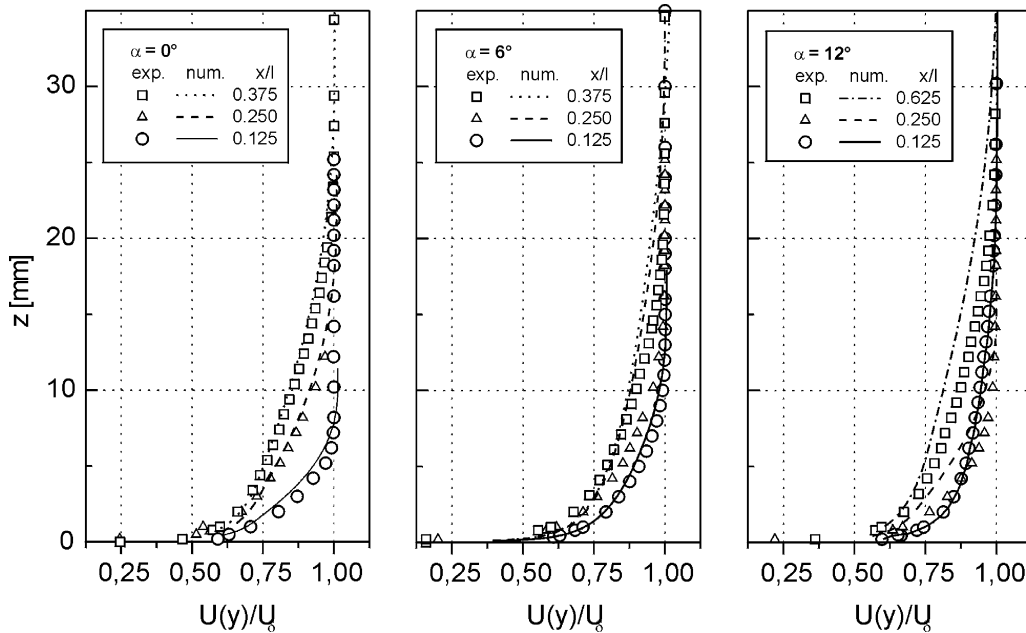 α = 0°
exp. num. x/l
0.375
0.250
0.125
α = 6°
exp. num. x/l
0.375
0.250
0.125
α = 12°
exp. num. x/l
0.625
0.250
0.125
30
20
10
0
z [mm]
0,25 0,50 0,75 1,00
0,25 0,50 0,75 1,00
0,25 0,50 0,75 1,00
U(y)/U₀
U(y)/U₀
U(y)/U₀